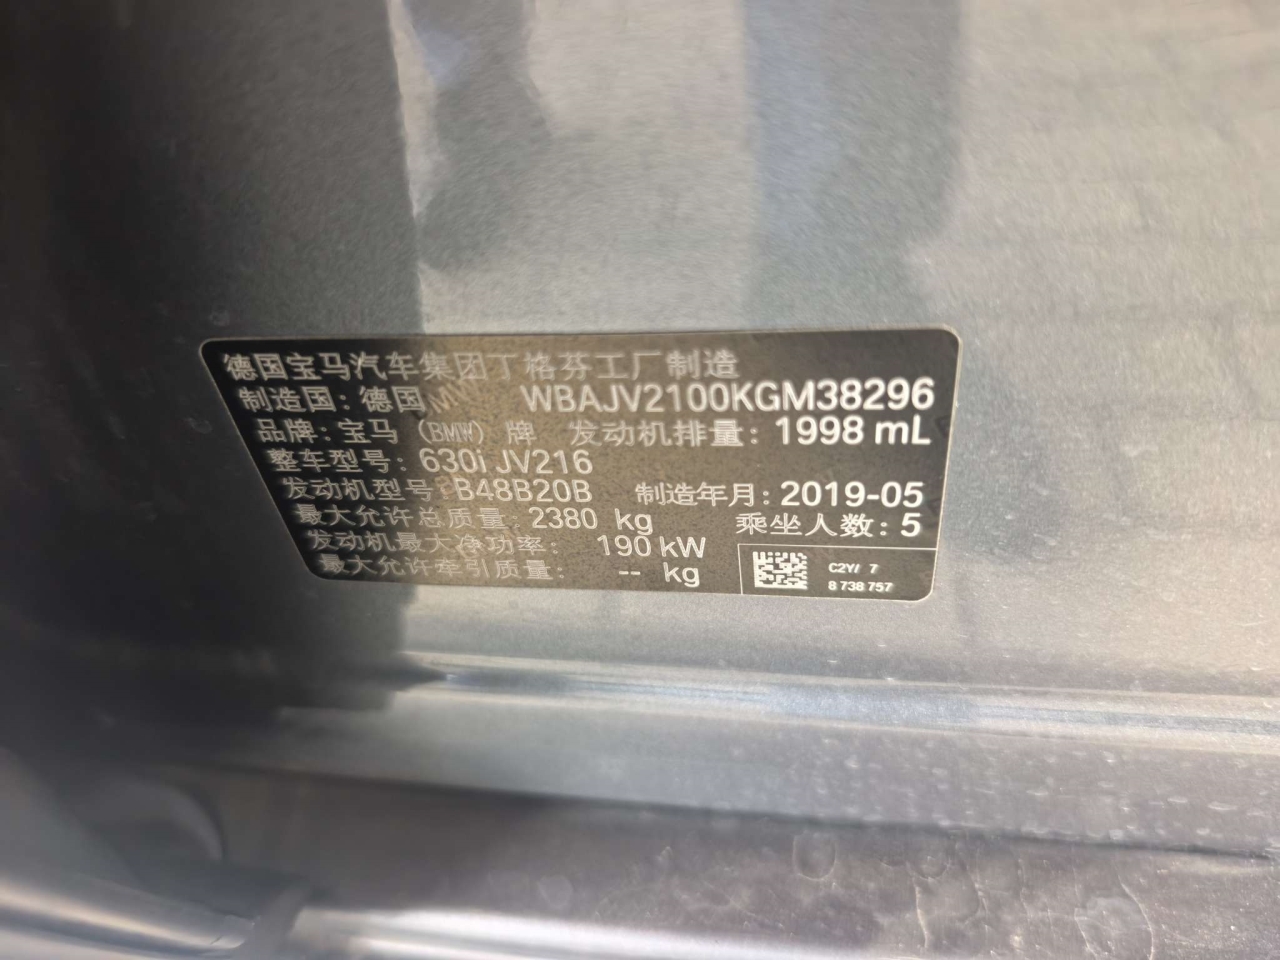 德国宝马汽车集团丁格芬工厂制造
制造国：德国 WBAJV2100KGM38296
品牌：宝马（BMW）牌 发动机排量：1998 mL
整车型号：630i JV216
发动机型号：B48B20B 制造年月：2019-05
最大允许总质量：2380 kg 乘坐人数：5
发动机最大净功率： 190 kW
最大允许牵引质量： -- kg
C2Y/ 7
8 738 757